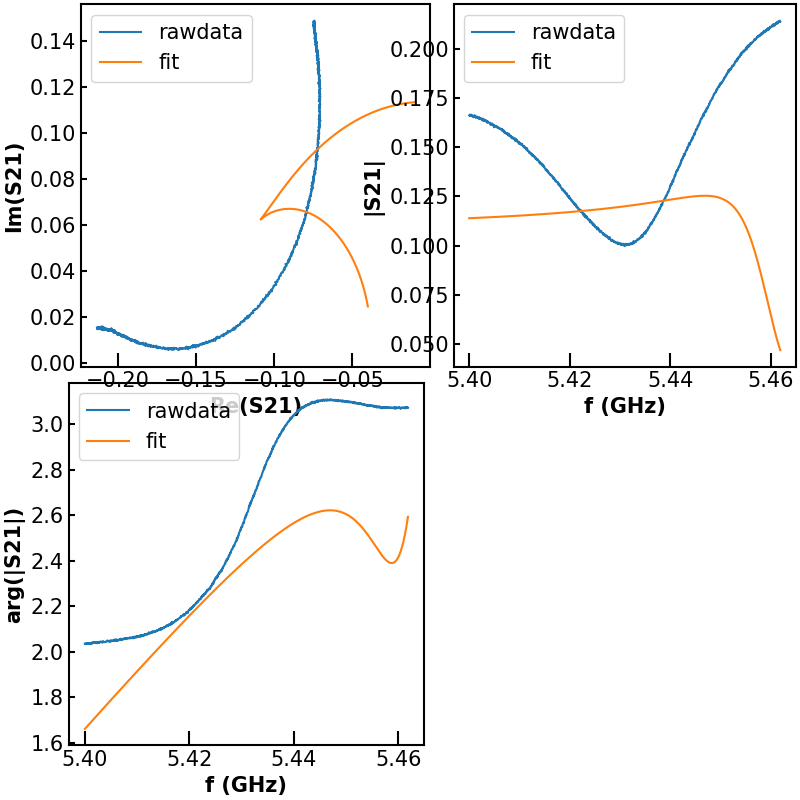 rawdata
fit
0.14
0.12
0.10
0.08
0.06
0.04
0.02
0.00
Im(S21)
−0.20 −0.15 −0.10 −0.05
Re(S21)
rawdata
fit
0.200
0.175
0.150
0.125
0.100
0.075
0.050
|S21|
5.40 5.42 5.44 5.46
f (GHz)
rawdata
fit
3.0
2.8
2.6
2.4
2.2
2.0
1.8
1.6
arg(|S21|)
5.40 5.42 5.44 5.46
f (GHz)